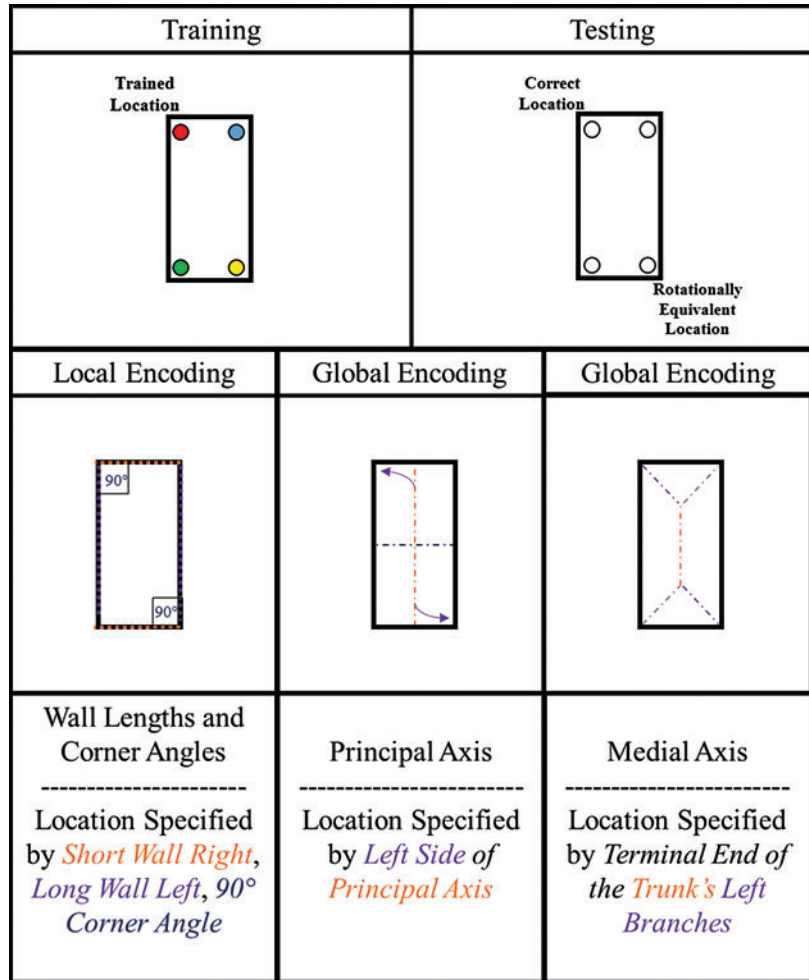 Training
Testing
Trained
Location
Correct
Location
Rotationally
Equivalent
Location
Local Encoding
Global Encoding
Global Encoding
90°
90°
Wall Lengths and
Corner Angles
-----------------------
Location Specified
by Short Wall Right,
Long Wall Left, 90°
Corner Angle
Principal Axis
-----------------------
Location Specified
by Left Side of
Principal Axis
Medial Axis
-----------------------
Location Specified
by Terminal End of
the Trunk's Left
Branches